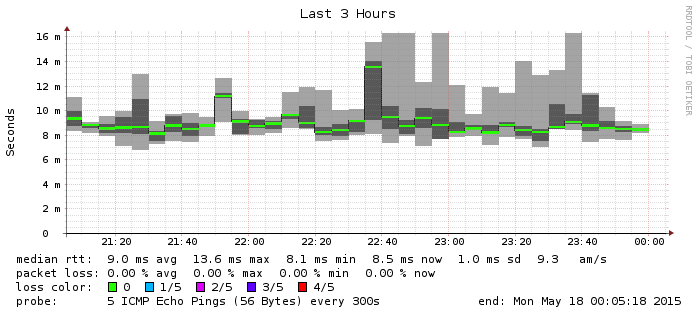 Last 3 Hours
RRDTOOL / TOBI OETIKER
Seconds
16 m
14 m
12 m
10 m
8 m
6 m
4 m
2 m
0
21:20 21:40 22:00 22:20 22:40 23:00 23:20 23:40 00:00
median rtt: 9.0 ms avg 13.6 ms max 8.1 ms min 8.5 ms now 1.0 ms sd 9.3 am/s
packet loss: 0.00 % avg 0.00 % max 0.00 % min 0.00 % now
loss color: 0 1/5 2/5 3/5 4/5
probe: 5 ICMP Echo Pings (56 Bytes) every 300s end: Mon May 18 00:05:18 2015